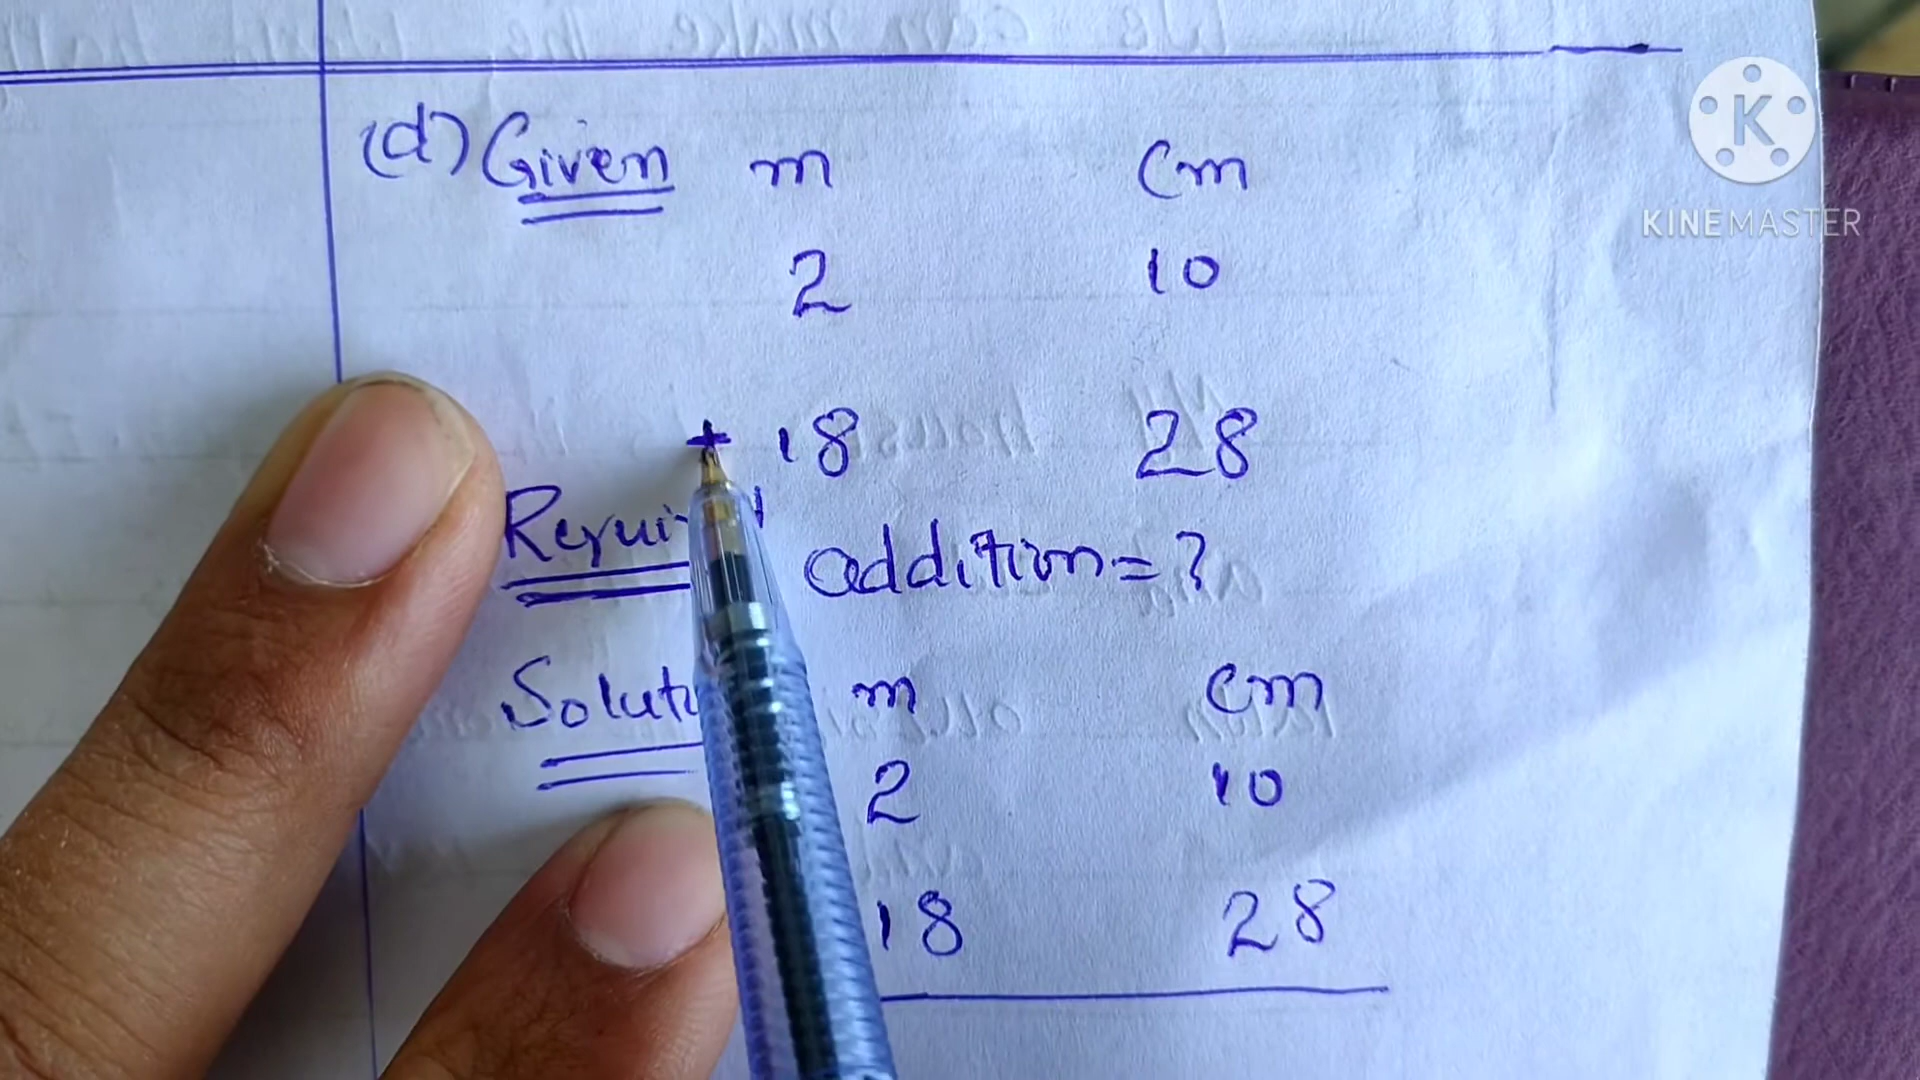 (d) Given m cm
2 10
+ 18 28
addition = ?
m cm
2 10
18 28
K
KINEMASTER